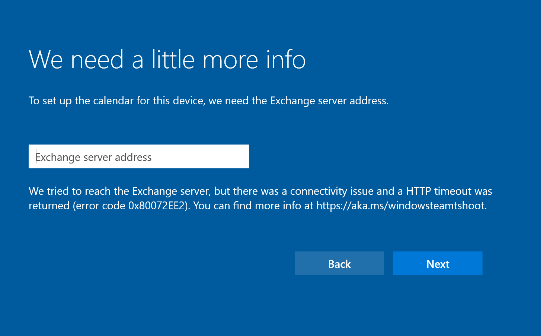 We need a little more info
To set up the calendar for this device, we need the Exchange server address.
Exchange server address
We tried to reach the Exchange server, but there was a connectivity issue and a HTTP timeout was
returned (error code 0x80072EE2). You can find more info at https://aka.ms/windowsteamtshoot.
Back
Next